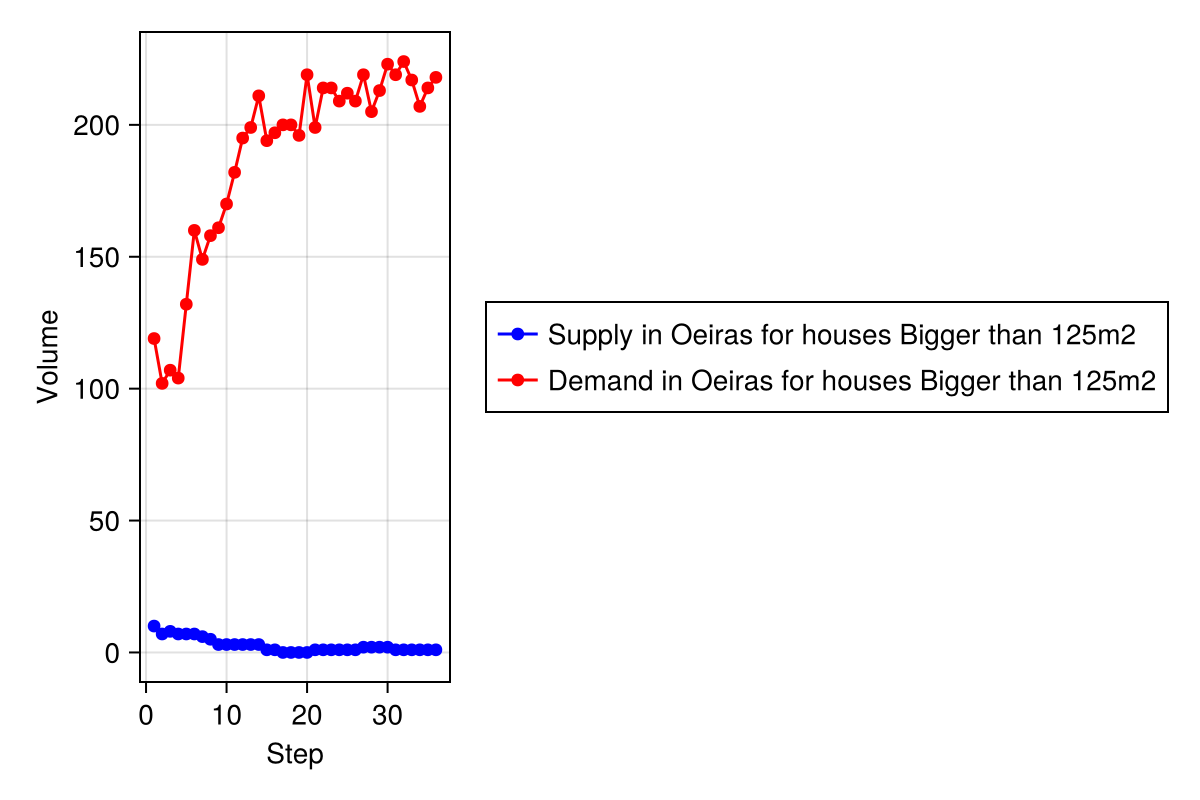 200
150
100
50
0
Volume
0 10 20 30
Step
Supply in Oeiras for houses Bigger than 125m2
Demand in Oeiras for houses Bigger than 125m2